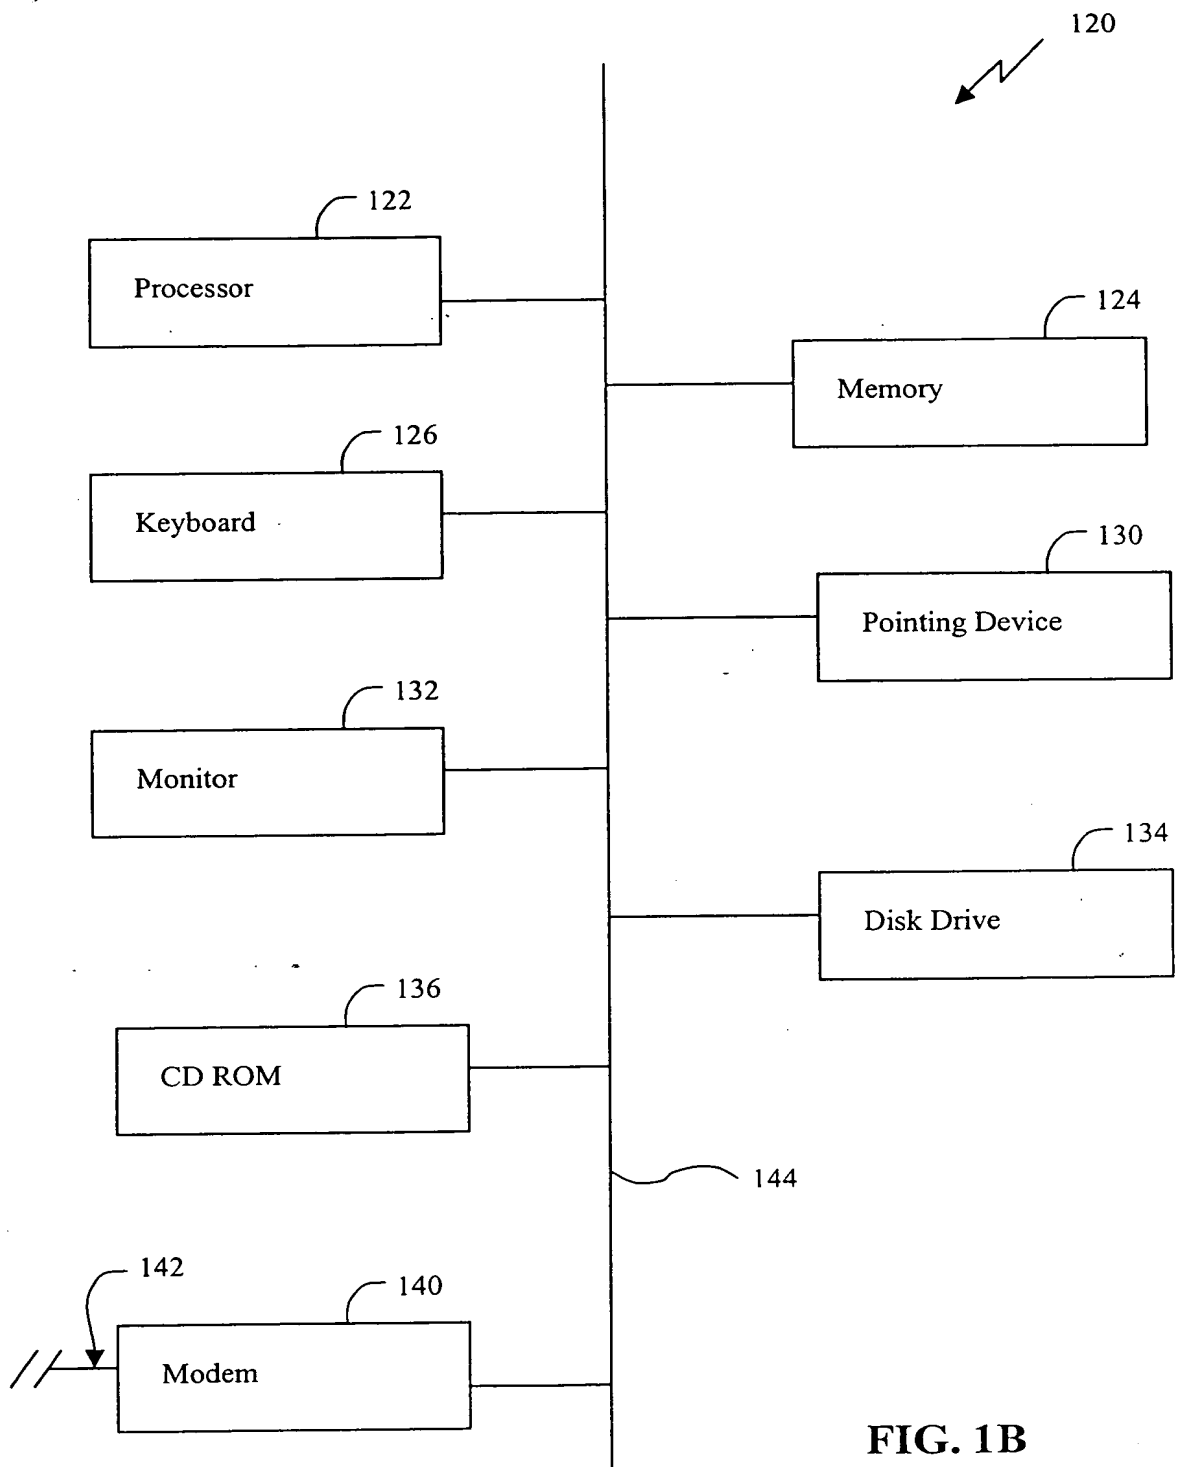 120
122
Processor
124
Memory
126
Keyboard
130
Pointing Device
132
Monitor
134
Disk Drive
136
CD ROM
144
142
140
Modem
FIG. 1B